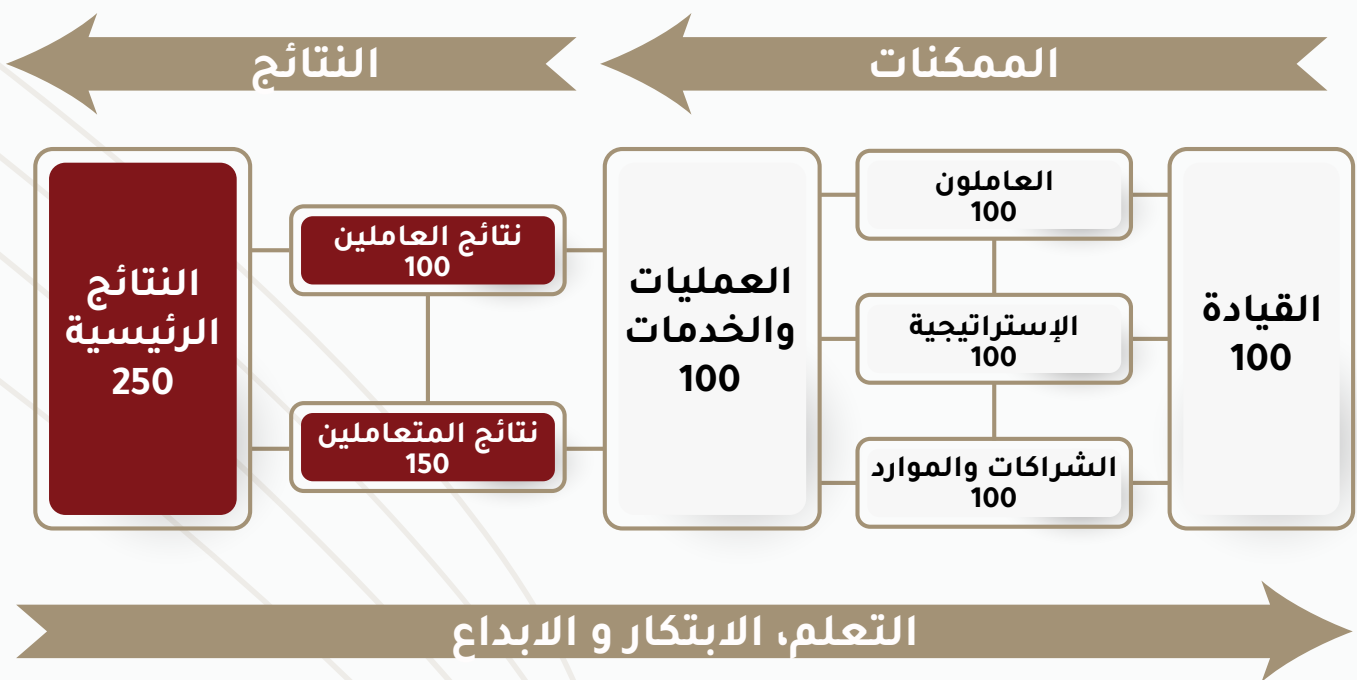 الممكنات
النتائج
القيادة
100
العاملون
100
الإستراتيجية
100
الشراكات والموارد
100
العمليات
والخدمات
100
نتائج العاملين
100
نتائج المتعاملين
150
النتائج
الرئيسية
250
التعلم، الابتكار و الابداع